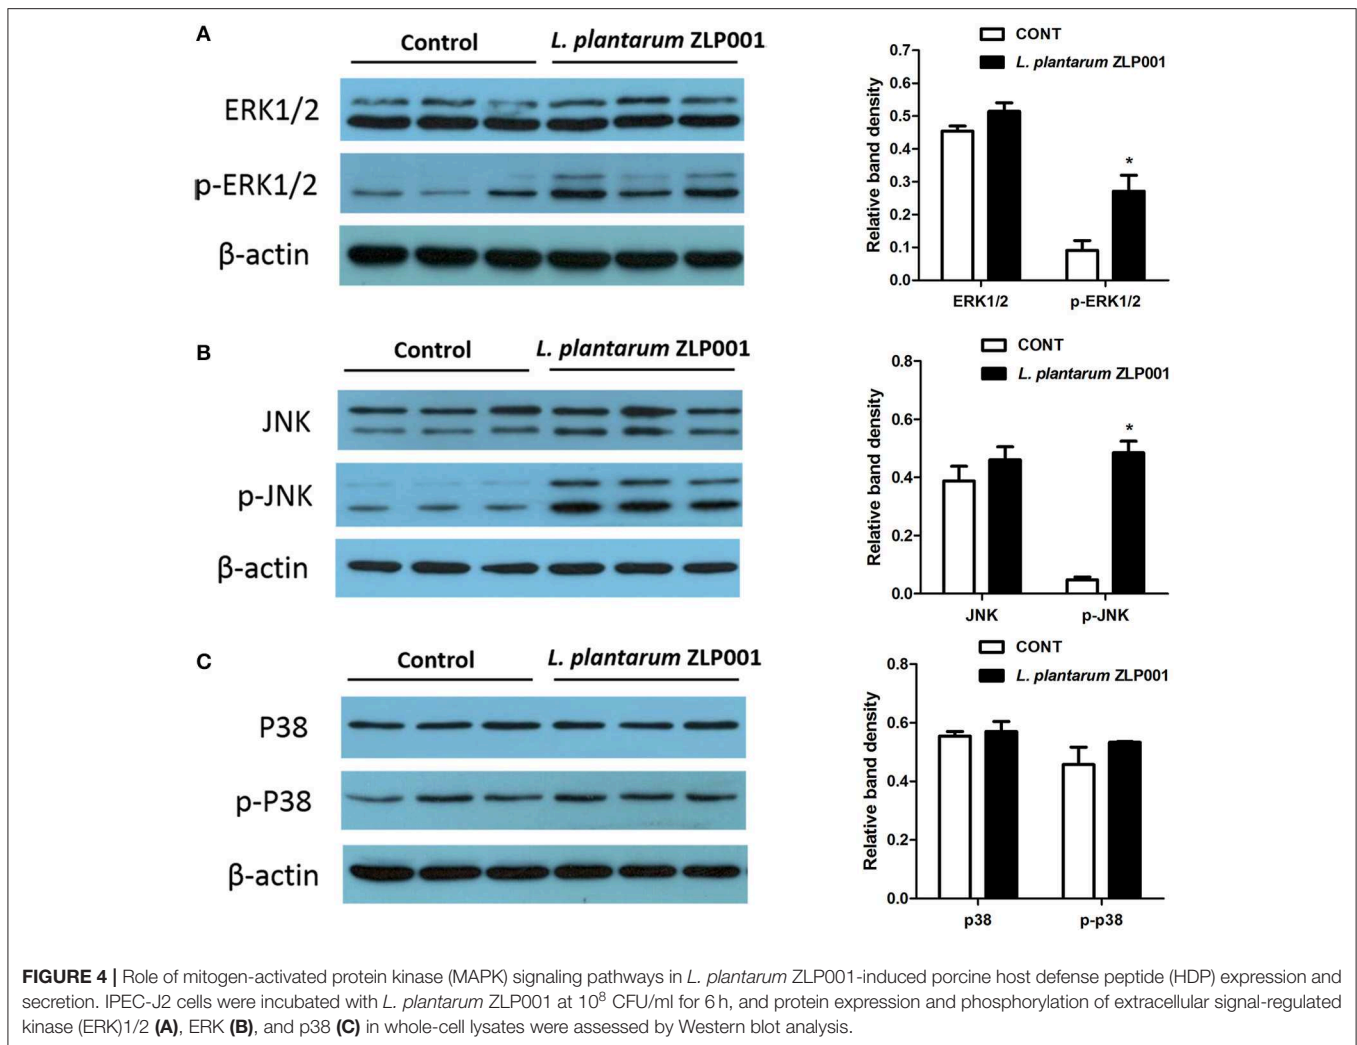 A
Control
L. plantarum ZLP001
ERK1/2
p-ERK1/2
β-actin
CONT
L. plantarum ZLP001
Relative band density
0.7
0.6
0.5
0.4
0.3
0.2
0.1
0.0
*
ERK1/2
p-ERK1/2
B
Control
L. plantarum ZLP001
JNK
p-JNK
β-actin
CONT
L. plantarum ZLP001
Relative band density
0.8
0.6
0.4
0.2
0.0
*
JNK
p-JNK
C
Control
L. plantarum ZLP001
P38
p-P38
β-actin
CONT
L. plantarum ZLP001
Relative band density
0.8
0.6
0.4
0.2
0.0
p38
p-p38
FIGURE 4 | Role of mitogen-activated protein kinase (MAPK) signaling pathways in L. plantarum ZLP001-induced porcine host defense peptide (HDP) expression and
secretion. IPEC-J2 cells were incubated with L. plantarum ZLP001 at 10⁸ CFU/ml for 6 h, and protein expression and phosphorylation of extracellular signal-regulated
kinase (ERK)1/2 (A), ERK (B), and p38 (C) in whole-cell lysates were assessed by Western blot analysis.